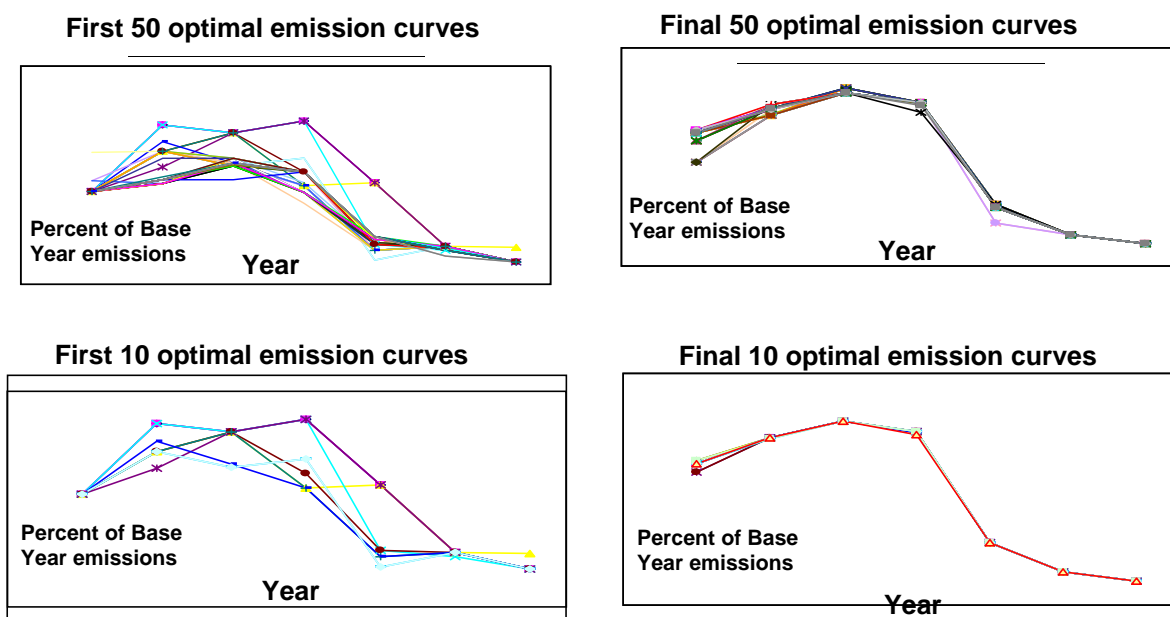 First 50 optimal emission curves
Percent of Base
Year emissions
Year
Final 50 optimal emission curves
Percent of Base
Year emissions
Year
First 10 optimal emission curves
Percent of Base
Year emissions
Year
Final 10 optimal emission curves
Percent of Base
Year emissions
Year